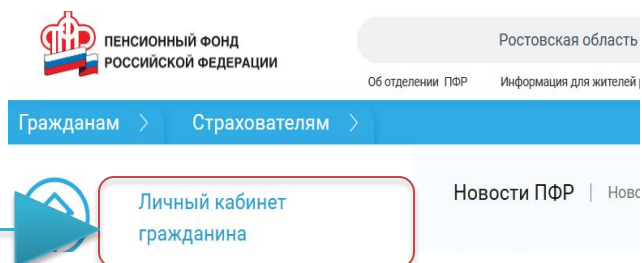 ПЕНСИОННЫЙ ФОНД
РОССИЙСКОЙ ФЕДЕРАЦИИ
Ростовская область
Об отделении ПФР
Информация для жителей
Гражданам
Страхователям
Личный кабинет
гражданина
Новости ПФР